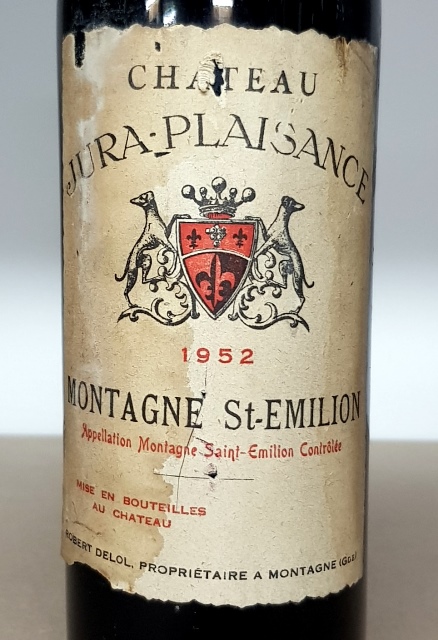 CHATEAU
JURA-PLAISANCE
1952
MONTAGNE St-EMILION
Appellation Montagne Saint-Emilion Contrôlée
MISE EN BOUTEILLES
AU CHATEAU
ROBERT DELOL, PROPRIÉTAIRE A MONTAGNE (Gde)